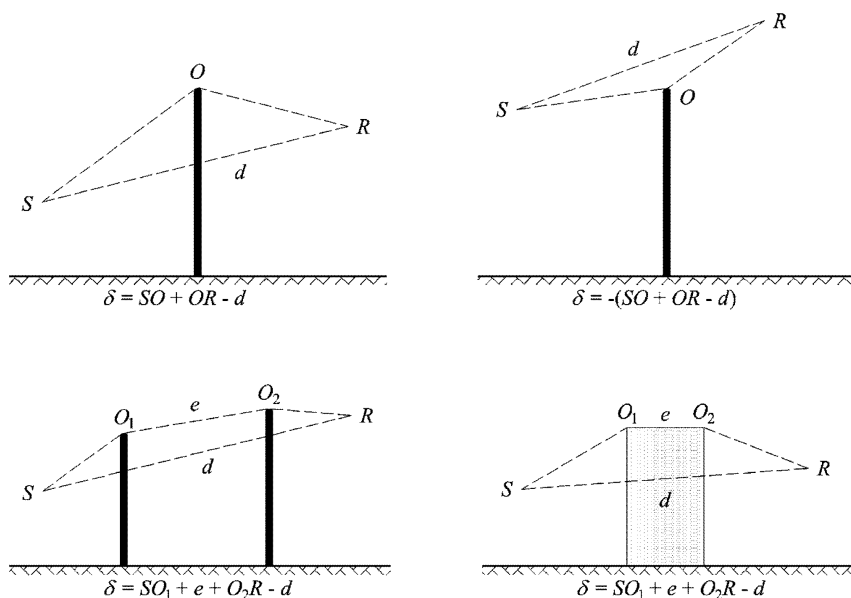 O
S
R
d
δ = SO + OR - d
R
d
S
O
δ = -(SO + OR - d)
O₁
e
O₂
R
d
S
δ = SO₁ + e + O₂R - d
O₁
e
O₂
R
S
d
δ = SO₁ + e + O₂R - d